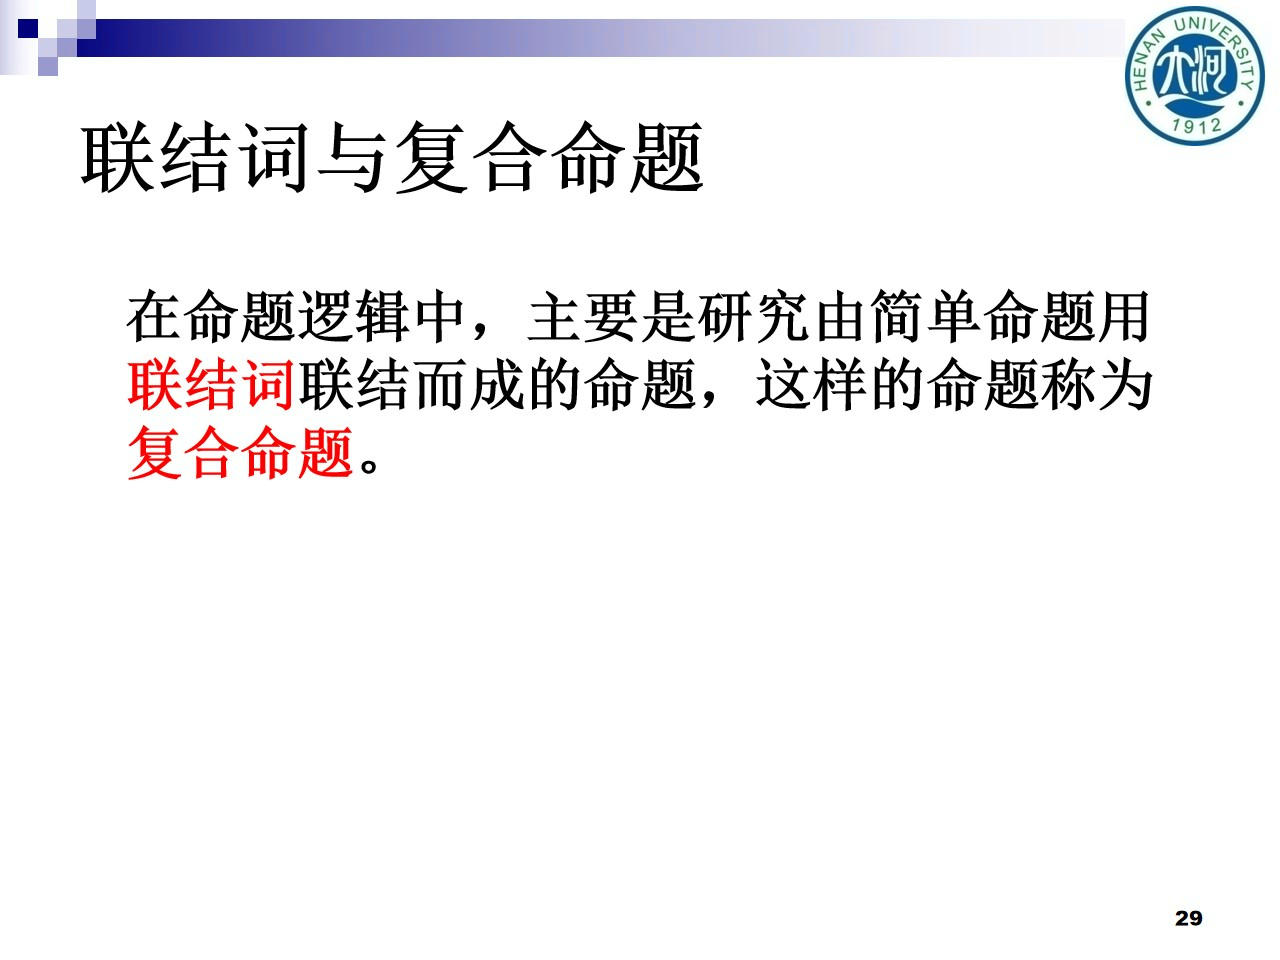 HENAN UNIVERSITY
1912
联结词与复合命题
在命题逻辑中，主要是研究由简单命题用
联结词联结而成的命题，这样的命题称为
复合命题。
29